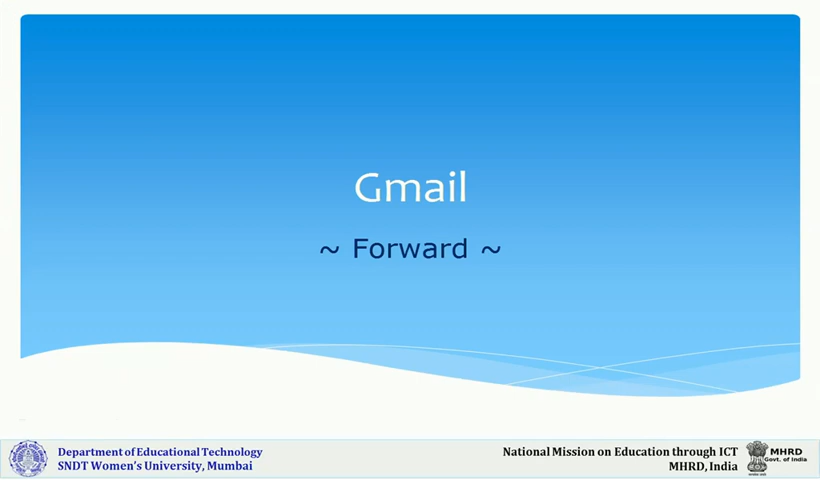 Gmail
~ Forward ~
Department of Educational Technology
SNDT Women's University, Mumbai
National Mission on Education through ICT
MHRD, India
MHRD
Govt. of India